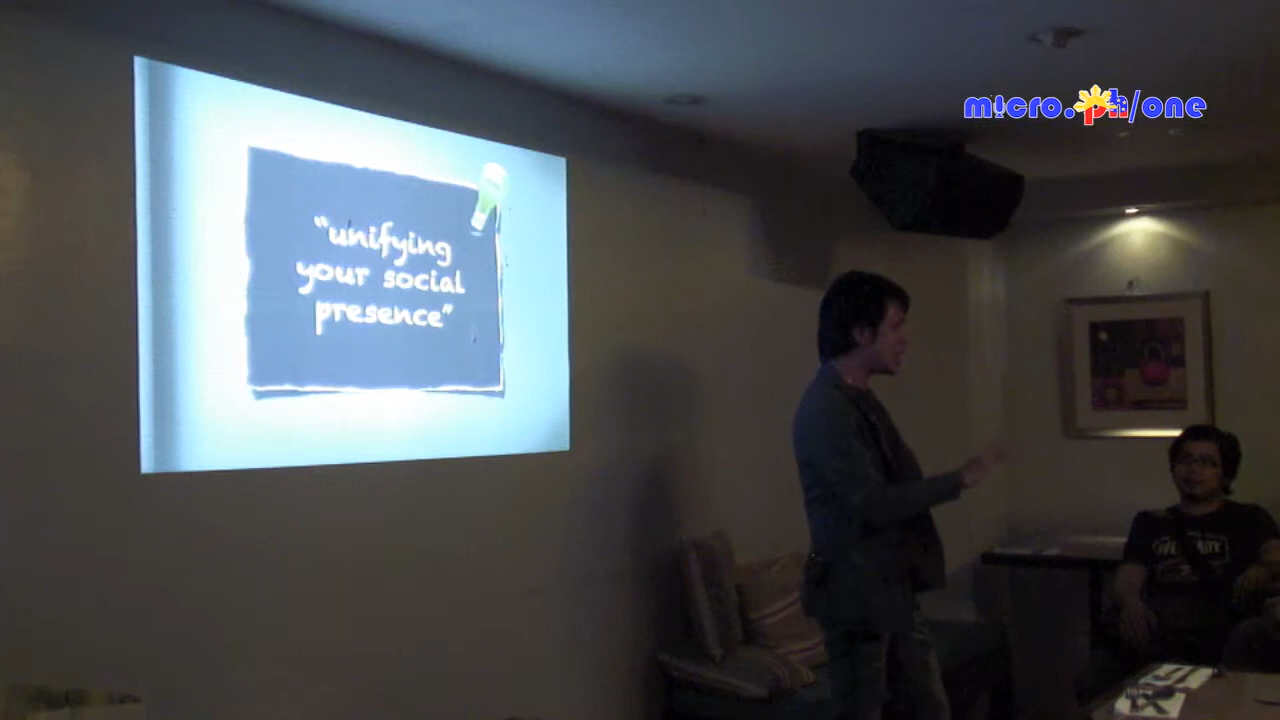 micro.ph/one
“unifying
your social
presence”